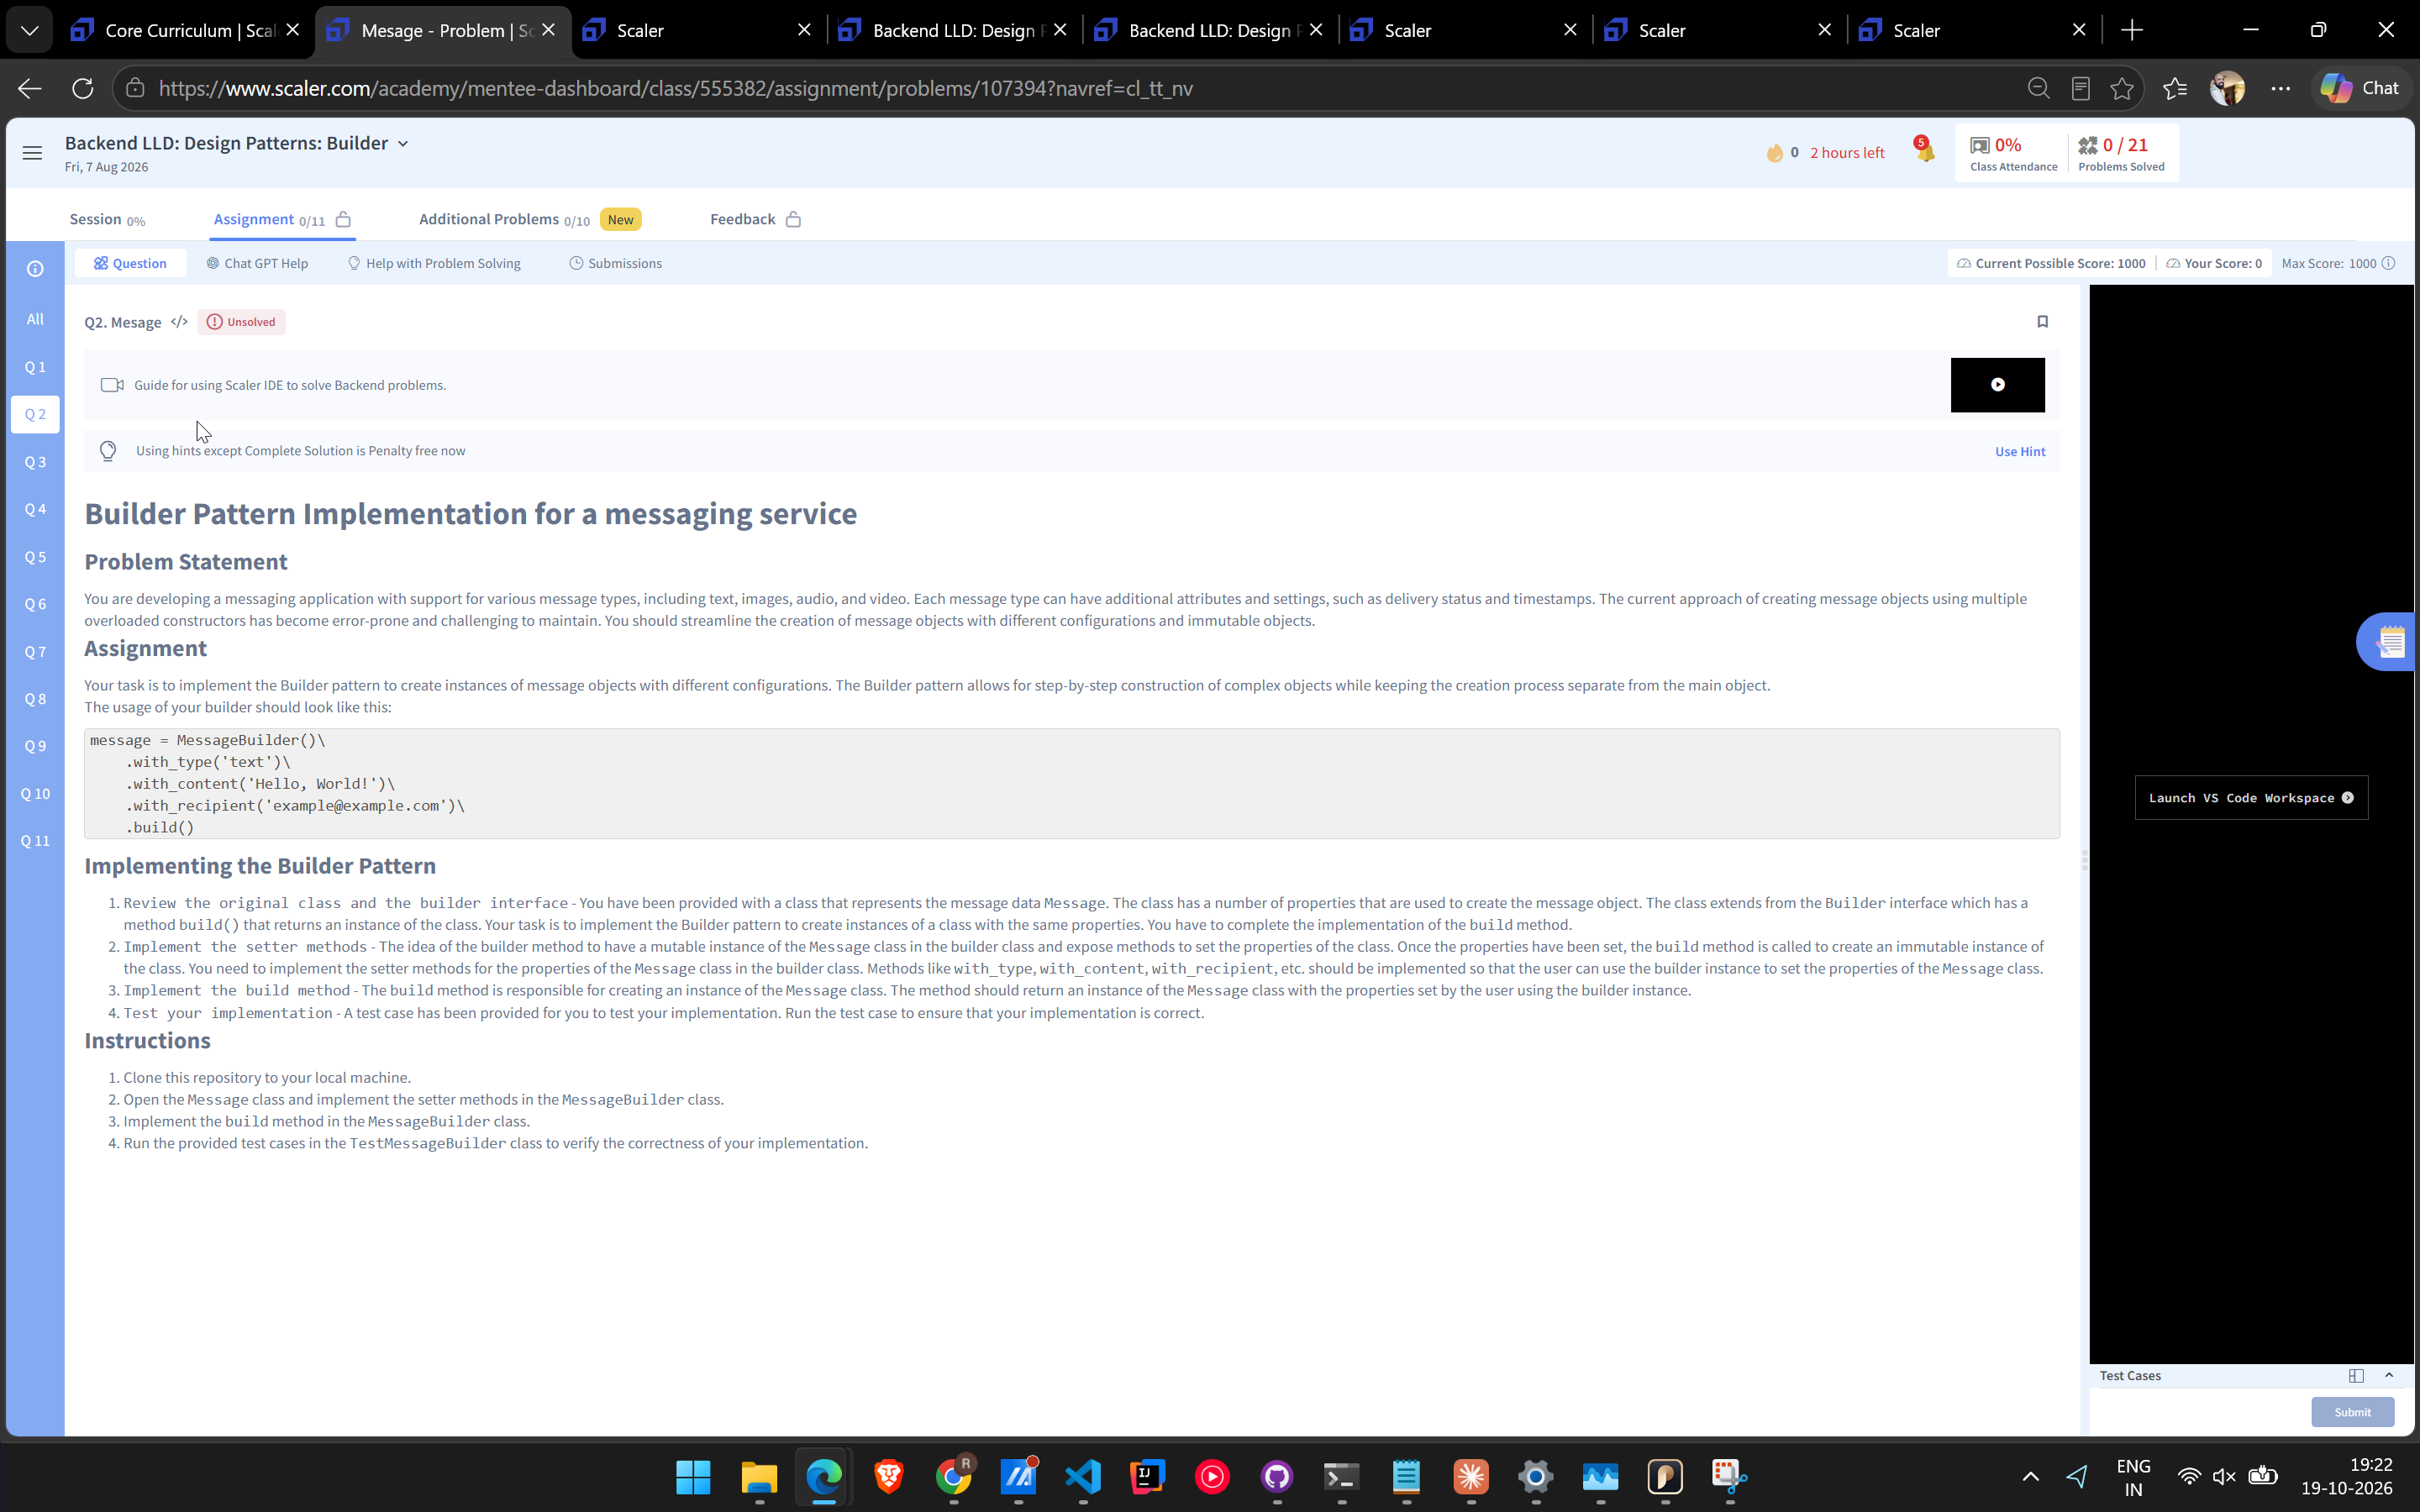 Core Curriculum | Scal
Mesage - Problem | Sc
Scaler
Backend LLD: Design P
Backend LLD: Design P
Scaler
Scaler
Scaler
https://www.scaler.com/academy/mentee-dashboard/class/555382/assignment/problems/107394?navref=cl_tt_nv
Chat
Backend LLD: Design Patterns: Builder
Fri, 7 Aug 2026
0 2 hours left
5
0%
Class Attendance
0 / 21
Problems Solved
Session 0%
Assignment 0/11
Additional Problems 0/10 New
Feedback
Question
Chat GPT Help
Help with Problem Solving
Submissions
Current Possible Score: 1000
Your Score: 0
Max Score: 1000
All
Q 1
Q 2
Q 3
Q 4
Q 5
Q 6
Q 7
Q 8
Q 9
Q 10
Q 11
Q2. Mesage </> Unsolved
Guide for using Scaler IDE to solve Backend problems.
Using hints except Complete Solution is Penalty free now
Use Hint
Builder Pattern Implementation for a messaging service
Problem Statement
You are developing a messaging application with support for various message types, including text, images, audio, and video. Each message type can have additional attributes and settings, such as delivery status and timestamps. The current approach of creating message objects using multiple
overloaded constructors has become error-prone and challenging to maintain. You should streamline the creation of message objects with different configurations and immutable objects.
Assignment
Your task is to implement the Builder pattern to create instances of message objects with different configurations. The Builder pattern allows for step-by-step construction of complex objects while keeping the creation process separate from the main object.
The usage of your builder should look like this:
message = MessageBuilder()\
.with_type('text')\
.with_content('Hello, World!')\
.with_recipient('example@example.com')\
.build()
Implementing the Builder Pattern
1. Review the original class and the builder interface - You have been provided with a class that represents the message data Message. The class has a number of properties that are used to create the message object. The class extends from the Builder interface which has a
method build() that returns an instance of the class. Your task is to implement the Builder pattern to create instances of a class with the same properties. You have to complete the implementation of the build method.
2. Implement the setter methods - The idea of the builder method to have a mutable instance of the Message class in the builder class and expose methods to set the properties of the class. Once the properties have been set, the build method is called to create an immutable instance of
the class. You need to implement the setter methods for the properties of the Message class in the builder class. Methods like with_type, with_content, with_recipient, etc. should be implemented so that the user can use the builder instance to set the properties of the Message class.
3. Implement the build method - The build method is responsible for creating an instance of the Message class. The method should return an instance of the Message class with the properties set by the user using the builder instance.
4. Test your implementation - A test case has been provided for you to test your implementation. Run the test case to ensure that your implementation is correct.
Instructions
1. Clone this repository to your local machine.
2. Open the Message class and implement the setter methods in the MessageBuilder class.
3. Implement the build method in the MessageBuilder class.
4. Run the provided test cases in the TestMessageBuilder class to verify the correctness of your implementation.
Launch VS Code Workspace
Test Cases
Submit
R
IJ
ENG
IN
19:22
19-10-2026